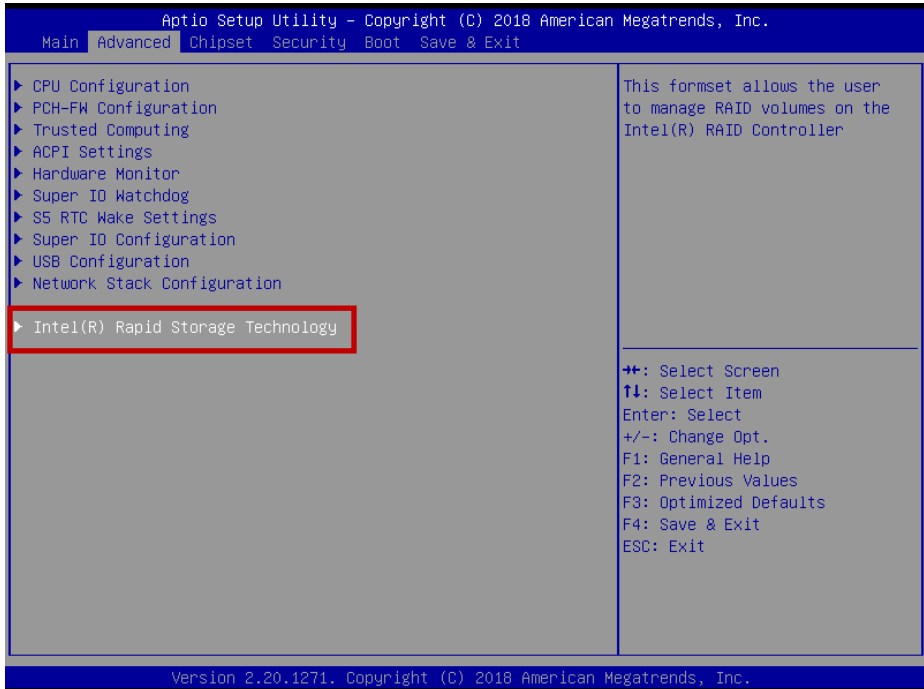 Aptio Setup Utility – Copyright (C) 2018 American Megatrends, Inc.
Main Advanced Chipset Security Boot Save & Exit
CPU Configuration
PCH-FW Configuration
Trusted Computing
ACPI Settings
Hardware Monitor
Super IO Watchdog
S5 RTC Wake Settings
Super IO Configuration
USB Configuration
Network Stack Configuration
Intel(R) Rapid Storage Technology
This formset allows the user
to manage RAID volumes on the
Intel(R) RAID Controller
→←: Select Screen
↑↓: Select Item
Enter: Select
+/-: Change Opt.
F1: General Help
F2: Previous Values
F3: Optimized Defaults
F4: Save & Exit
ESC: Exit
Version 2.20.1271. Copyright (C) 2018 American Megatrends, Inc.